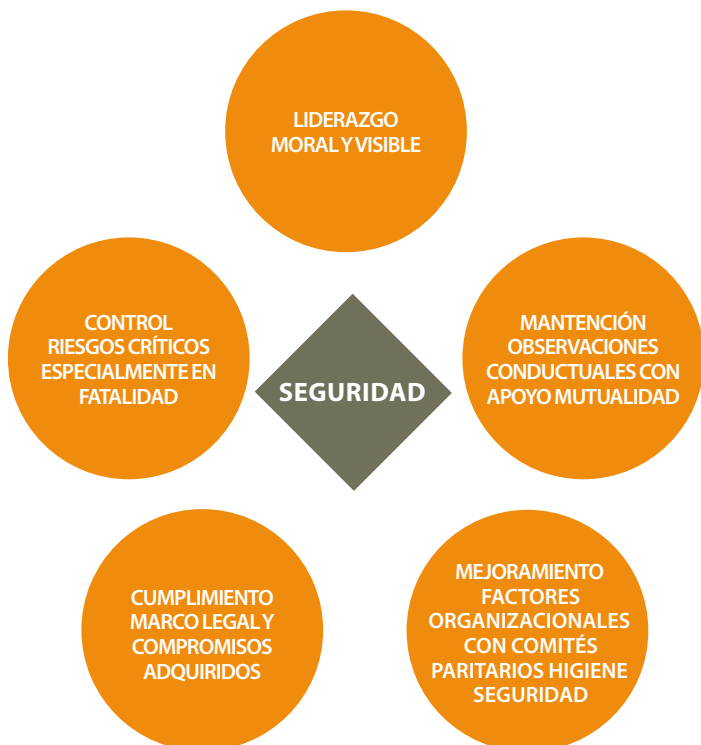 LIDERAZGO
MORAL Y VISIBLE
CONTROL
RIESGOS CRÍTICOS
ESPECIALMENTE EN
FATALIDAD
SEGURIDAD
MANTENCIÓN
OBSERVACIONES
CONDUCTUALES CON
APOYO MUTUALIDAD
CUMPLIMIENTO
MARCO LEGAL Y
COMPROMISOS
ADQUIRIDOS
MEJORAMIENTO
FACTORES
ORGANIZACIONALES
CON COMITÉS
PARITARIOS HIGIENE
SEGURIDAD